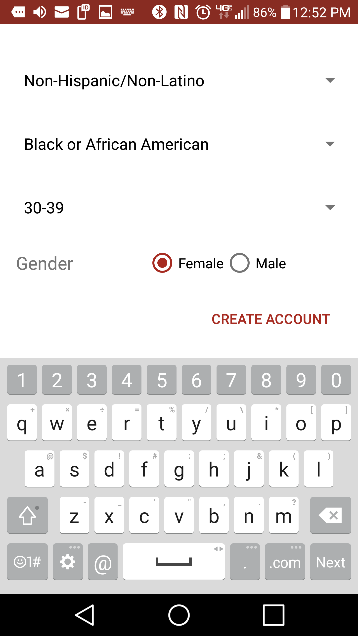 86% 12:52 PM
Non-Hispanic/Non-Latino
Black or African American
30-39
Gender Female Male
CREATE ACCOUNT
1 2 3 4 5 6 7 8 9 0
q w e r t y u i o p
a s d f g h j k l
z x c v b n m
1# @ . .com Next